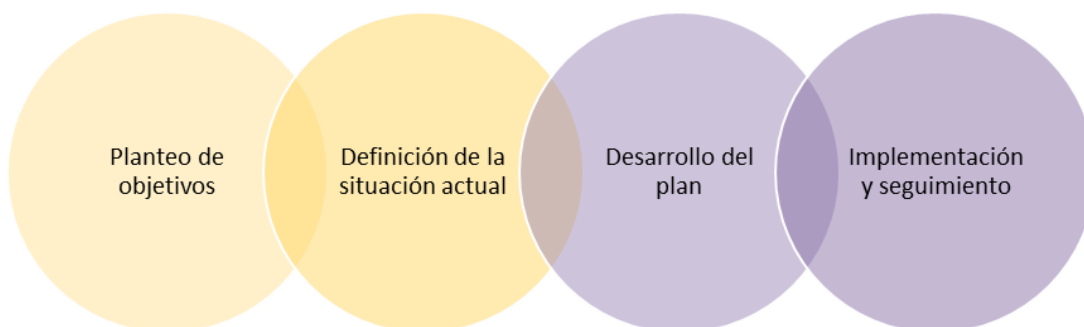 Planteo de
objetivos
Definición de la
situación actual
Desarrollo del
plan
Implementación
y seguimiento